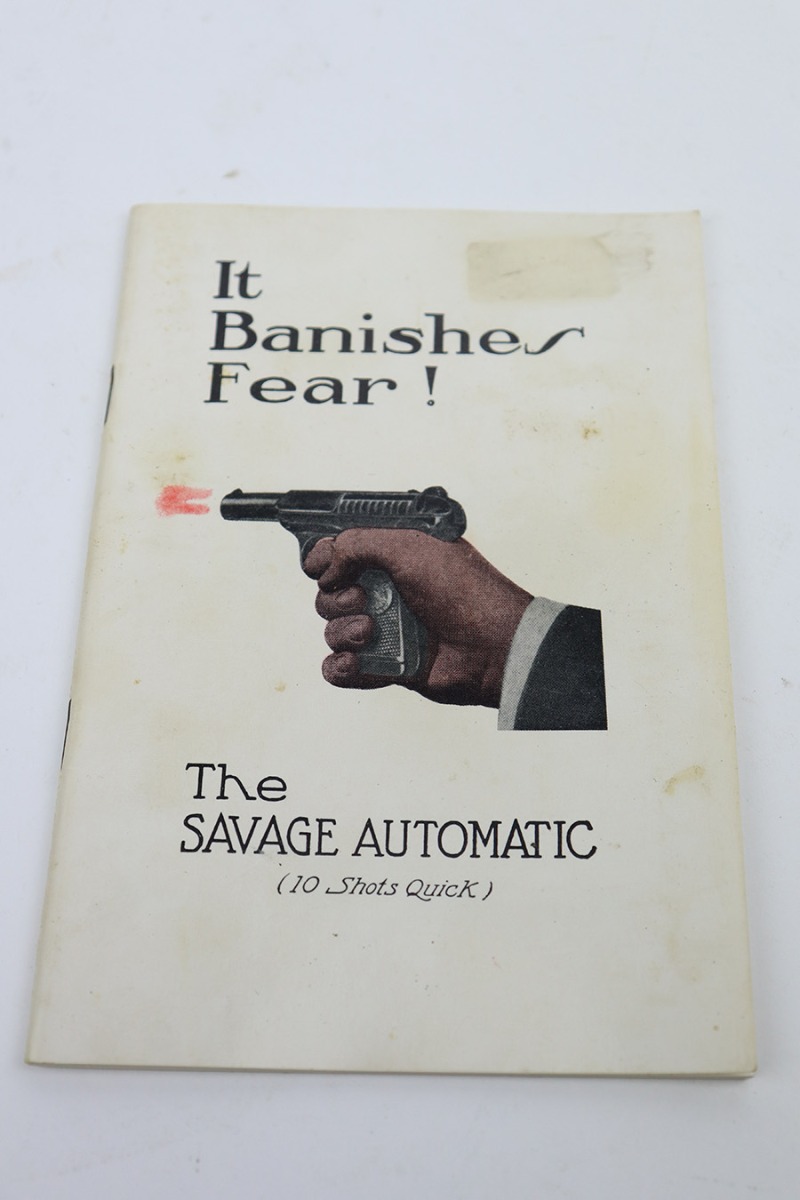 It
Banishes
Fear!
The
SAVAGE AUTOMATIC
(10 Shots Quick)